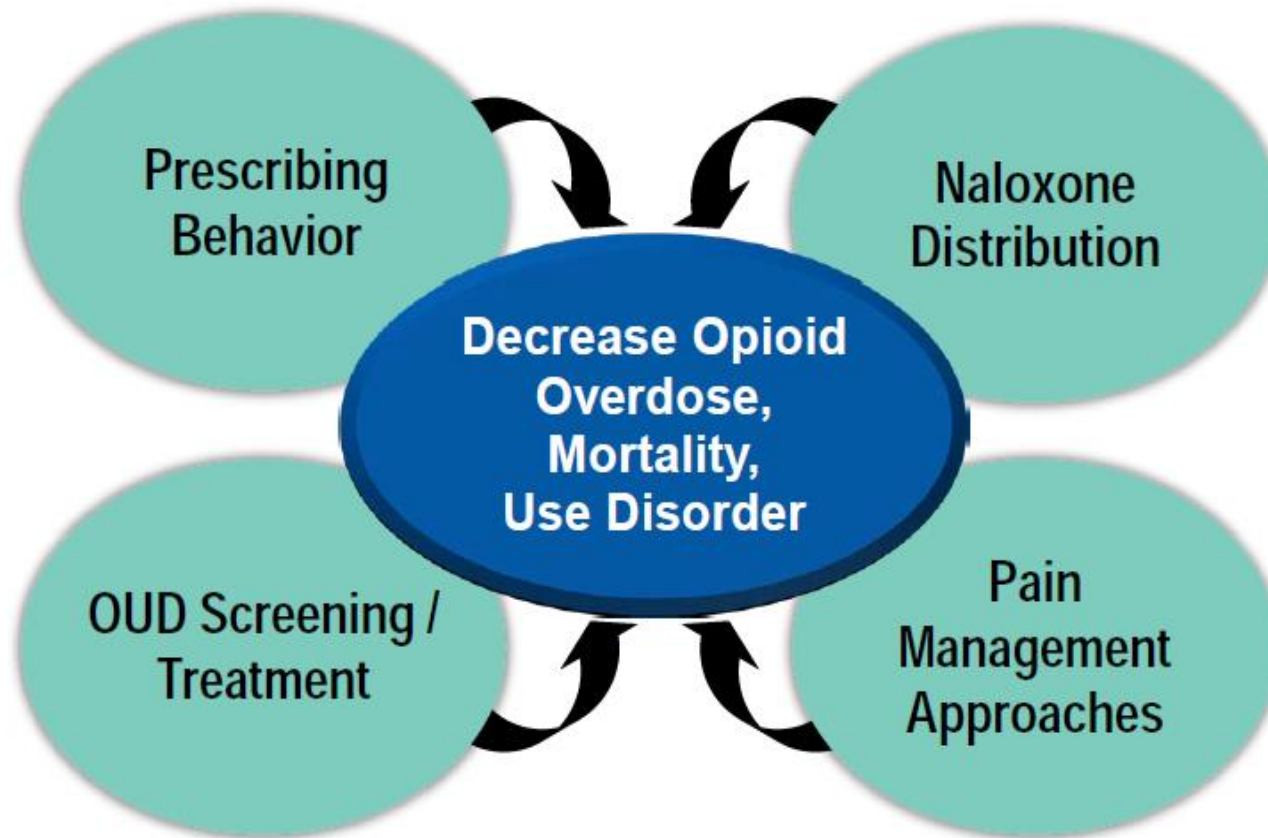 Prescribing
Behavior
Naloxone
Distribution
Decrease Opioid
Overdose,
Mortality,
Use Disorder
OUD Screening /
Treatment
Pain
Management
Approaches